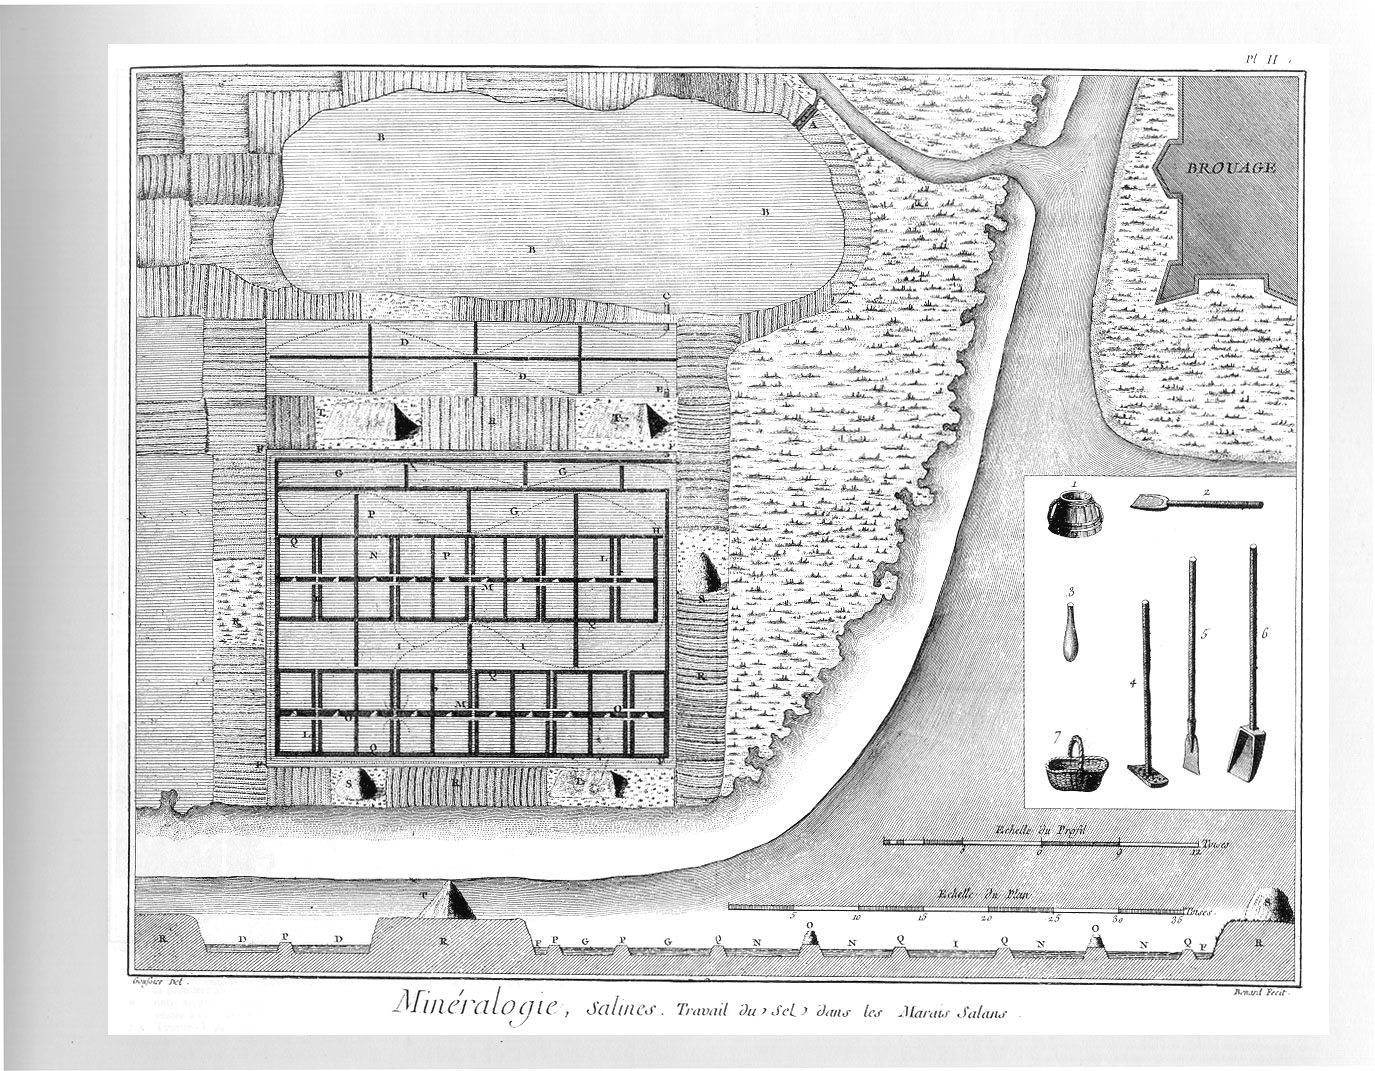 Pl II.
A
B
BROUAGE
B
B
C
D
D
E
T
R
T
F
G
G
1
2
P
G
H
Q
N
P
L
M
3
S
R
Q
5
6
I
I
R
Q
4
M
O
O
L
Q
7
P
S
R
Echelle du Profil
3 6 9 12 Toises
T
Echelle du Plan
5 10 15 20 25 30 35 Toises.
S
R D P D R F P G P G Q N O N Q I Q N O N Q F R
Goussier Del.
Benard Fecit.
Minéralogie, Salines. Travail du Sel dans les Marais Salans.